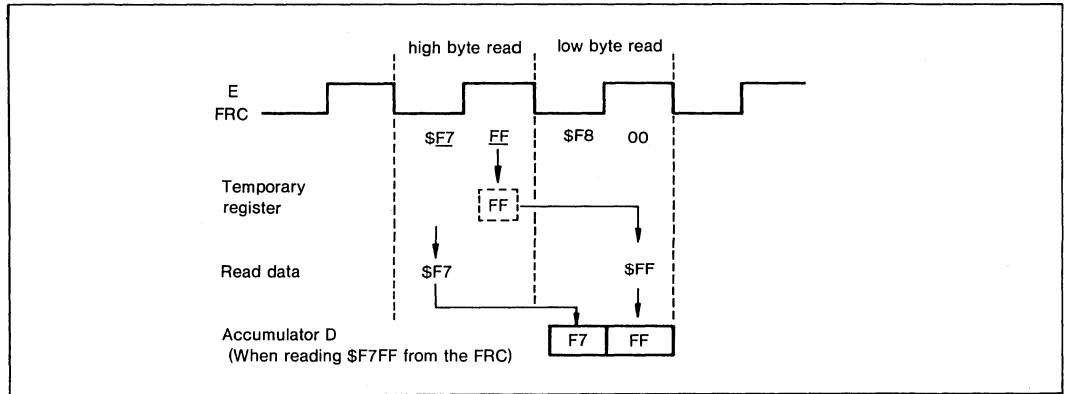 high byte read low byte read
E
FRC
$F7 FF $F8 00
Temporary
register
FF
Read data $F7 $FF
Accumulator D
(When reading $F7FF from the FRC)
F7 FF